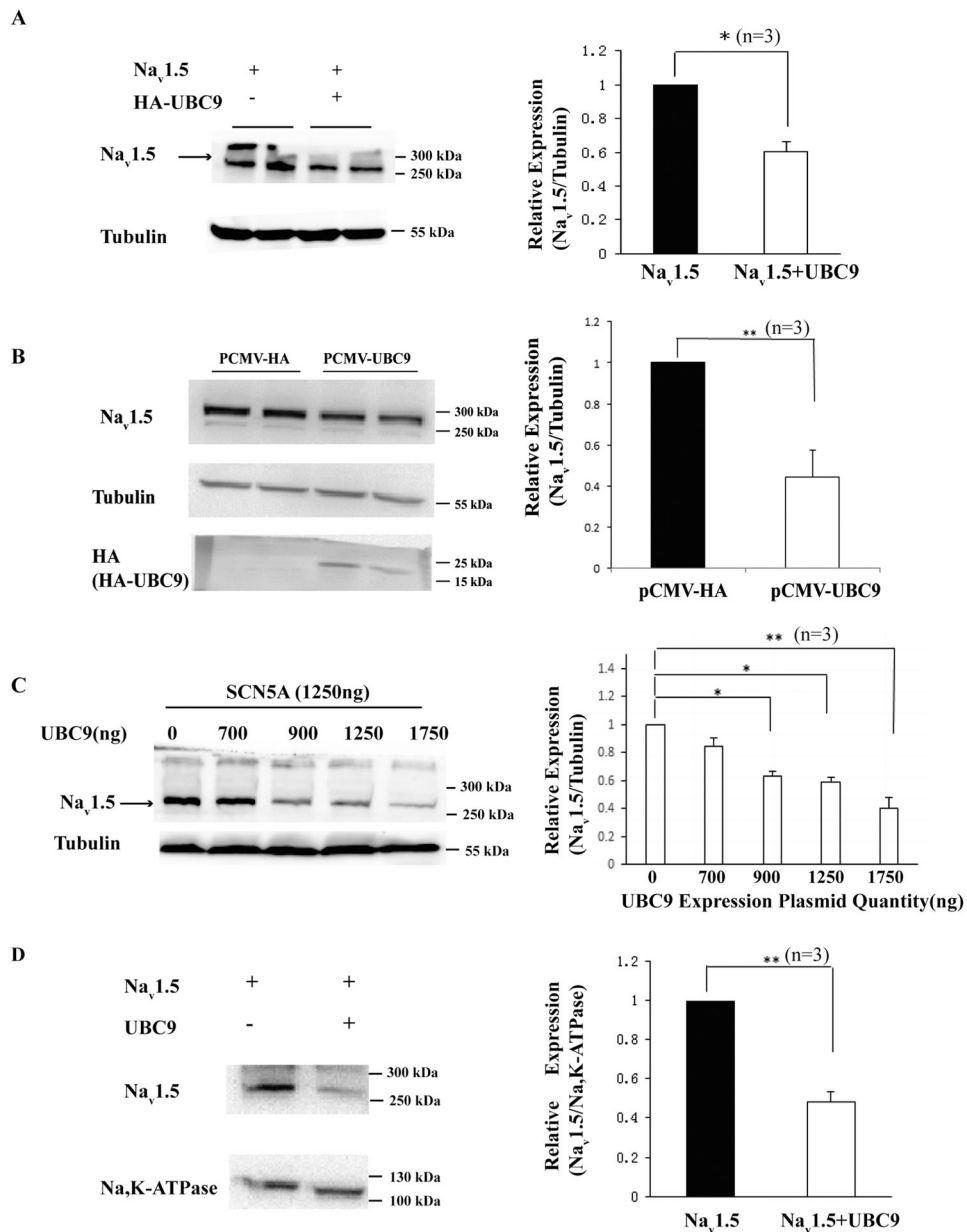 A
Nav1.5 + +
HA-UBC9 - +
Nav1.5
300 kDa
250 kDa
Tubulin
55 kDa
Relative Expression
(Nav1.5/Tubulin)
* (n=3)
1.2
1
0.8
0.6
0.4
0.2
0
Nav1.5 Nav1.5+UBC9
B
PCMV-HA PCMV-UBC9
Nav1.5
300 kDa
250 kDa
Tubulin
55 kDa
HA
(HA-UBC9)
25 kDa
15 kDa
Relative Expression
(Nav1.5/Tubulin)
** (n=3)
1.2
1
0.8
0.6
0.4
0.2
0
pCMV-HA pCMV-UBC9
C
SCN5A (1250ng)
UBC9(ng) 0 700 900 1250 1750
Nav1.5
300 kDa
250 kDa
Tubulin
55 kDa
Relative Expression
(Nav1.5/Tubulin)
** (n=3)
*
*
1.4
1.2
1
0.8
0.6
0.4
0.2
0
0 700 900 1250 1750
UBC9 Expression Plasmid Quantity(ng)
D
Nav1.5 + +
UBC9 - +
Nav1.5
300 kDa
250 kDa
Na,K-ATPase
130 kDa
100 kDa
Relative Expression
(Nav1.5/Na,K-ATPase)
** (n=3)
1.2
1
0.8
0.6
0.4
0.2
0
Nav1.5 Nav1.5+UBC9